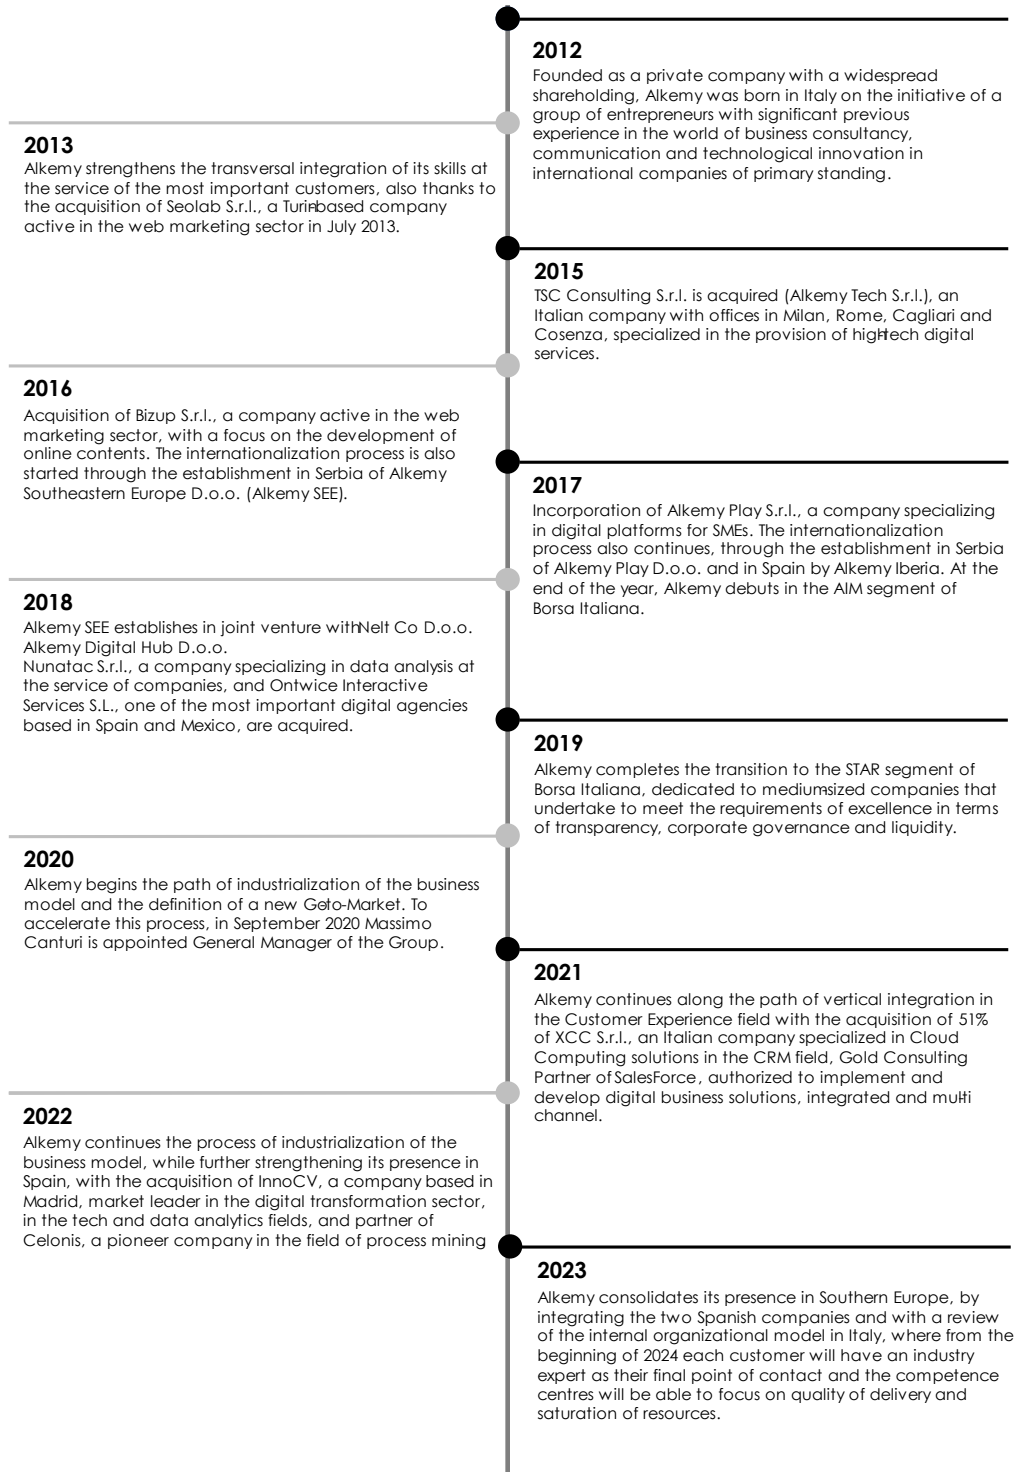 2012
Founded as a private company with a widespread
shareholding, Alkemy was born in Italy on the initiative of a
group of entrepreneurs with significant previous
experience in the world of business consultancy,
communication and technological innovation in
international companies of primary standing.
2013
Alkemy strengthens the transversal integration of its skills at
the service of the most important customers, also thanks to
the acquisition of Seolab S.r.l., a Turin-based company
active in the web marketing sector in July 2013.
2015
TSC Consulting S.r.l. is acquired (Alkemy Tech S.r.l.), an
Italian company with offices in Milan, Rome, Cagliari and
Cosenza, specialized in the provision of high-tech digital
services.
2016
Acquisition of Bizup S.r.l., a company active in the web
marketing sector, with a focus on the development of
online contents. The internationalization process is also
started through the establishment in Serbia of Alkemy
Southeastern Europe D.o.o. (Alkemy SEE).
2017
Incorporation of Alkemy Play S.r.l., a company specializing
in digital platforms for SMEs. The internationalization
process also continues, through the establishment in Serbia
of Alkemy Play D.o.o. and in Spain by Alkemy Iberia. At the
end of the year, Alkemy debuts in the AIM segment of
Borsa Italiana.
2018
Alkemy SEE establishes in joint venture with Nelt Co D.o.o.
Alkemy Digital Hub D.o.o.
Nunatac S.r.l., a company specializing in data analysis at
the service of companies, and Ontwice Interactive
Services S.L., one of the most important digital agencies
based in Spain and Mexico, are acquired.
2019
Alkemy completes the transition to the STAR segment of
Borsa Italiana, dedicated to medium-sized companies that
undertake to meet the requirements of excellence in terms
of transparency, corporate governance and liquidity.
2020
Alkemy begins the path of industrialization of the business
model and the definition of a new Go-to-Market. To
accelerate this process, in September 2020 Massimo
Canturi is appointed General Manager of the Group.
2021
Alkemy continues along the path of vertical integration in
the Customer Experience field with the acquisition of 51%
of XCC S.r.l., an Italian company specialized in Cloud
Computing solutions in the CRM field, Gold Consulting
Partner of SalesForce, authorized to implement and
develop digital business solutions, integrated and multi-
channel.
2022
Alkemy continues the process of industrialization of the
business model, while further strengthening its presence in
Spain, with the acquisition of InnoCV, a company based in
Madrid, market leader in the digital transformation sector,
in the tech and data analytics fields, and partner of
Celonis, a pioneer company in the field of process mining
2023
Alkemy consolidates its presence in Southern Europe, by
integrating the two Spanish companies and with a review
of the internal organizational model in Italy, where from the
beginning of 2024 each customer will have an industry
expert as their final point of contact and the competence
centres will be able to focus on quality of delivery and
saturation of resources.